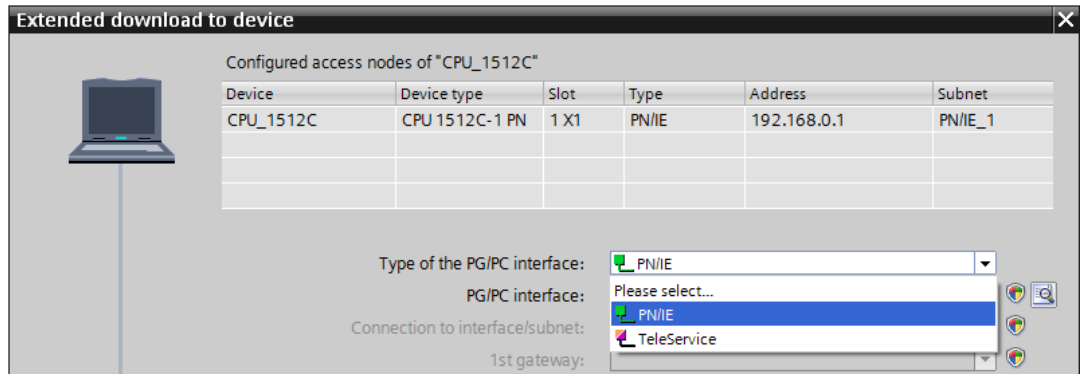 Extended download to device
Configured access nodes of "CPU_1512C"
Device Device type Slot Type Address Subnet
CPU_1512C CPU 1512C-1 PN 1 X1 PN/IE 192.168.0.1 PN/IE_1
Type of the PG/PC interface: PN/IE
PG/PC interface: Please select...
PN/IE
Connection to interface/subnet:
TeleService
1st gateway: